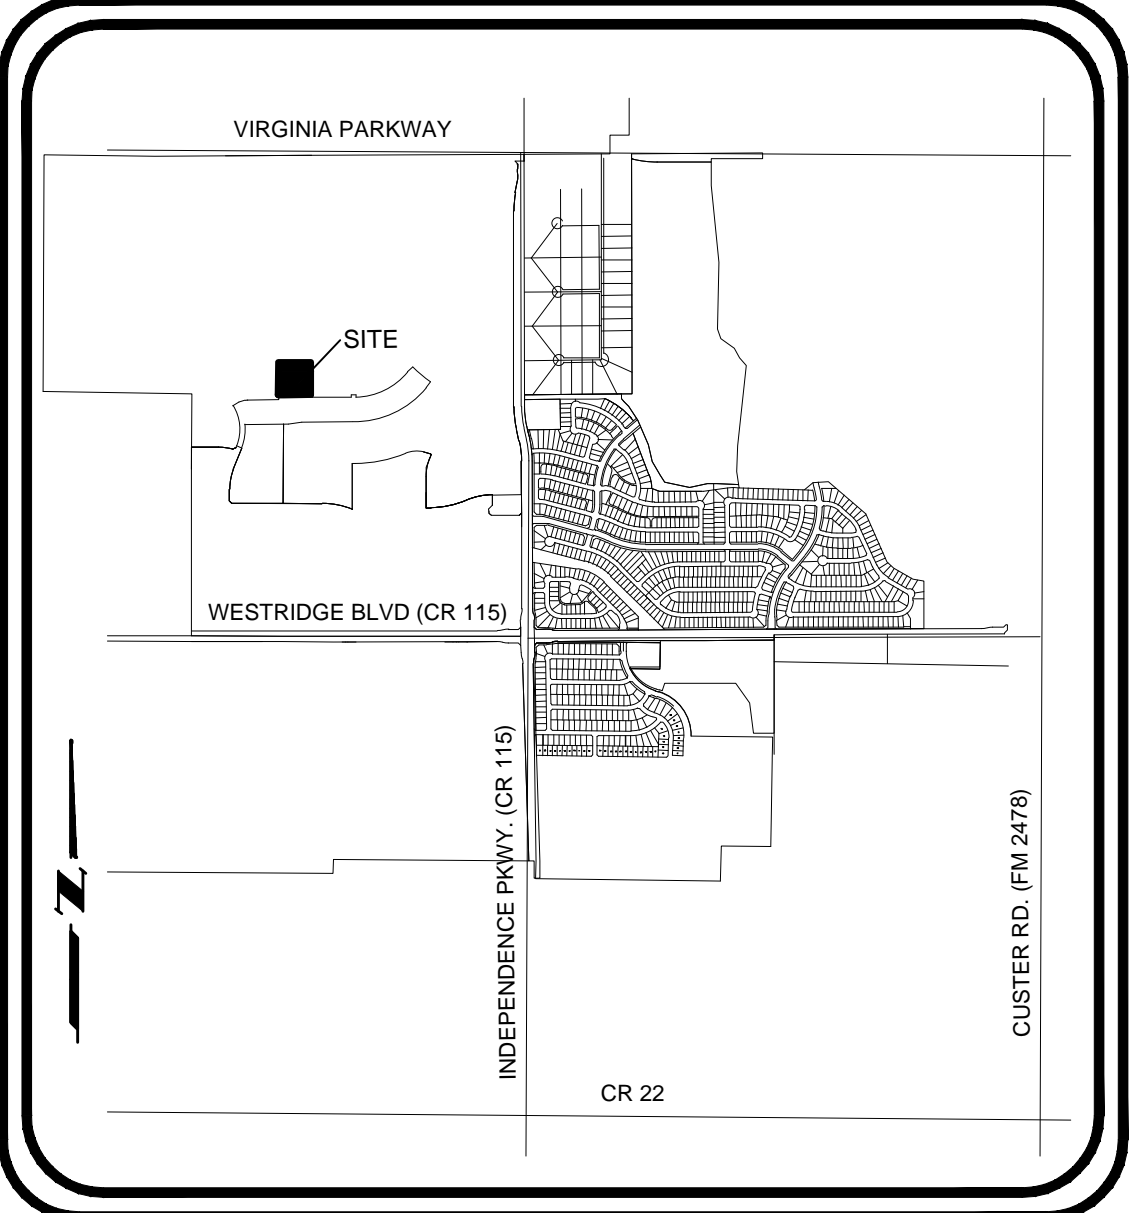 VIRGINIA PARKWAY
SITE
WESTRIDGE BLVD (CR 115)
INDEPENDENCE PKWY. (CR 115)
CUSTER RD. (FM 2478)
N
CR 22